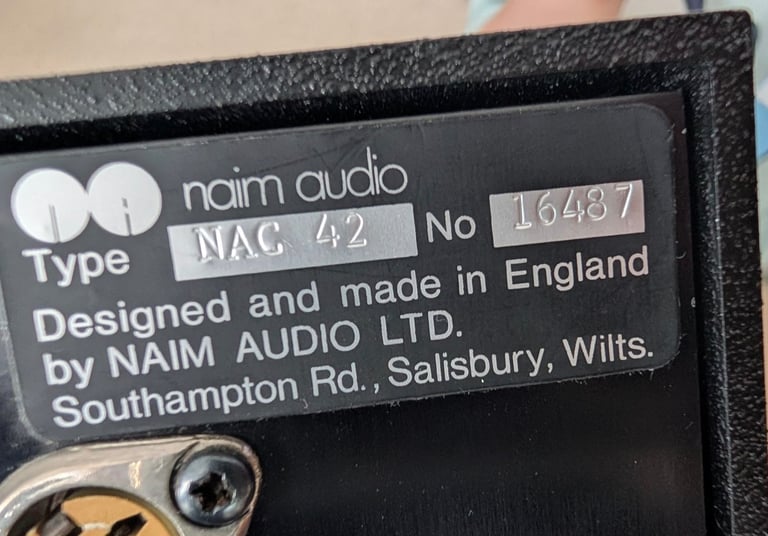 naim audio
Type NAC 42 No 16487
Designed and made in England
by NAIM AUDIO LTD.
Southampton Rd., Salisbury, Wilts.